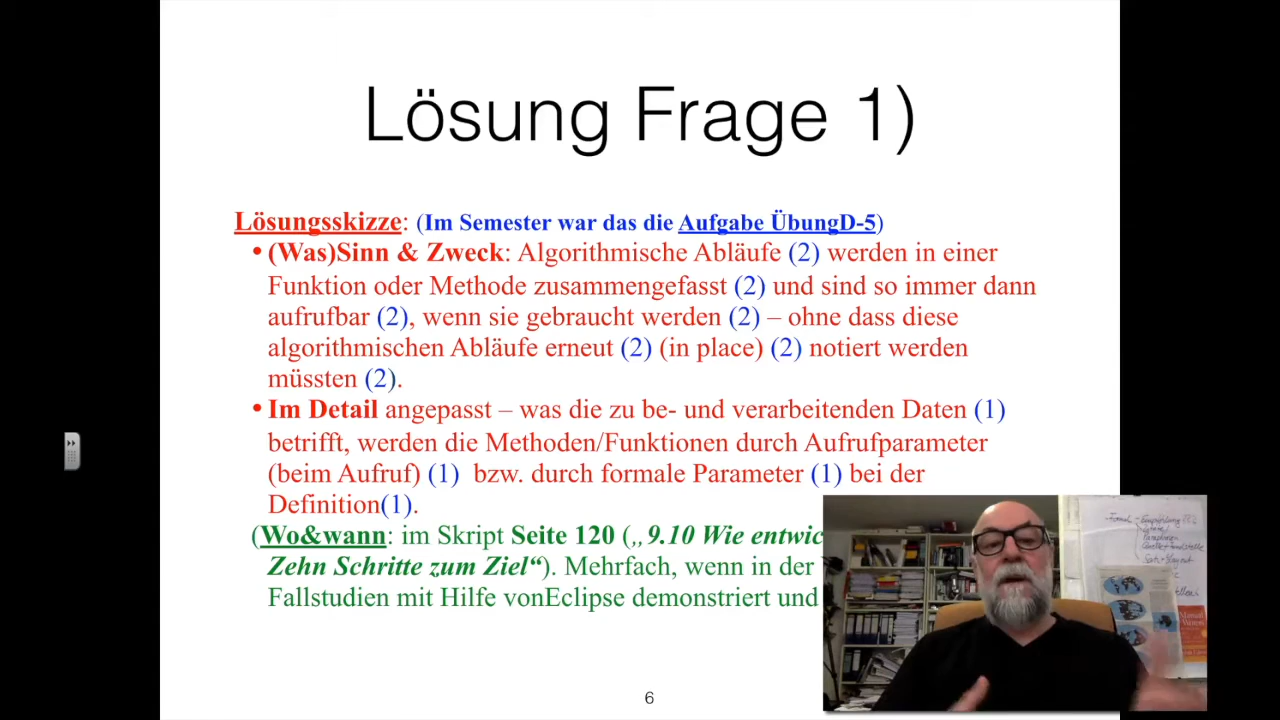 Lösung Frage 1)
Lösungsskizze: (Im Semester war das die Aufgabe ÜbungD-5)
• (Was)Sinn & Zweck: Algorithmische Abläufe (2) werden in einer
Funktion oder Methode zusammengefasst (2) und sind so immer dann
aufrufbar (2), wenn sie gebraucht werden (2) – ohne dass diese
algorithmischen Abläufe erneut (2) (in place) (2) notiert werden
müssten (2).
• Im Detail angepasst – was die zu be- und verarbeitenden Daten (1)
betrifft, werden die Methoden/Funktionen durch Aufrufparameter
(beim Aufruf) (1) bzw. durch formale Parameter (1) bei der
Definition(1).
(Wo&wann: im Skript Seite 120 („9.10 Wie entwic
Zehn Schritte zum Ziel“). Mehrfach, wenn in der
Fallstudien mit Hilfe vonEclipse demonstriert und
6